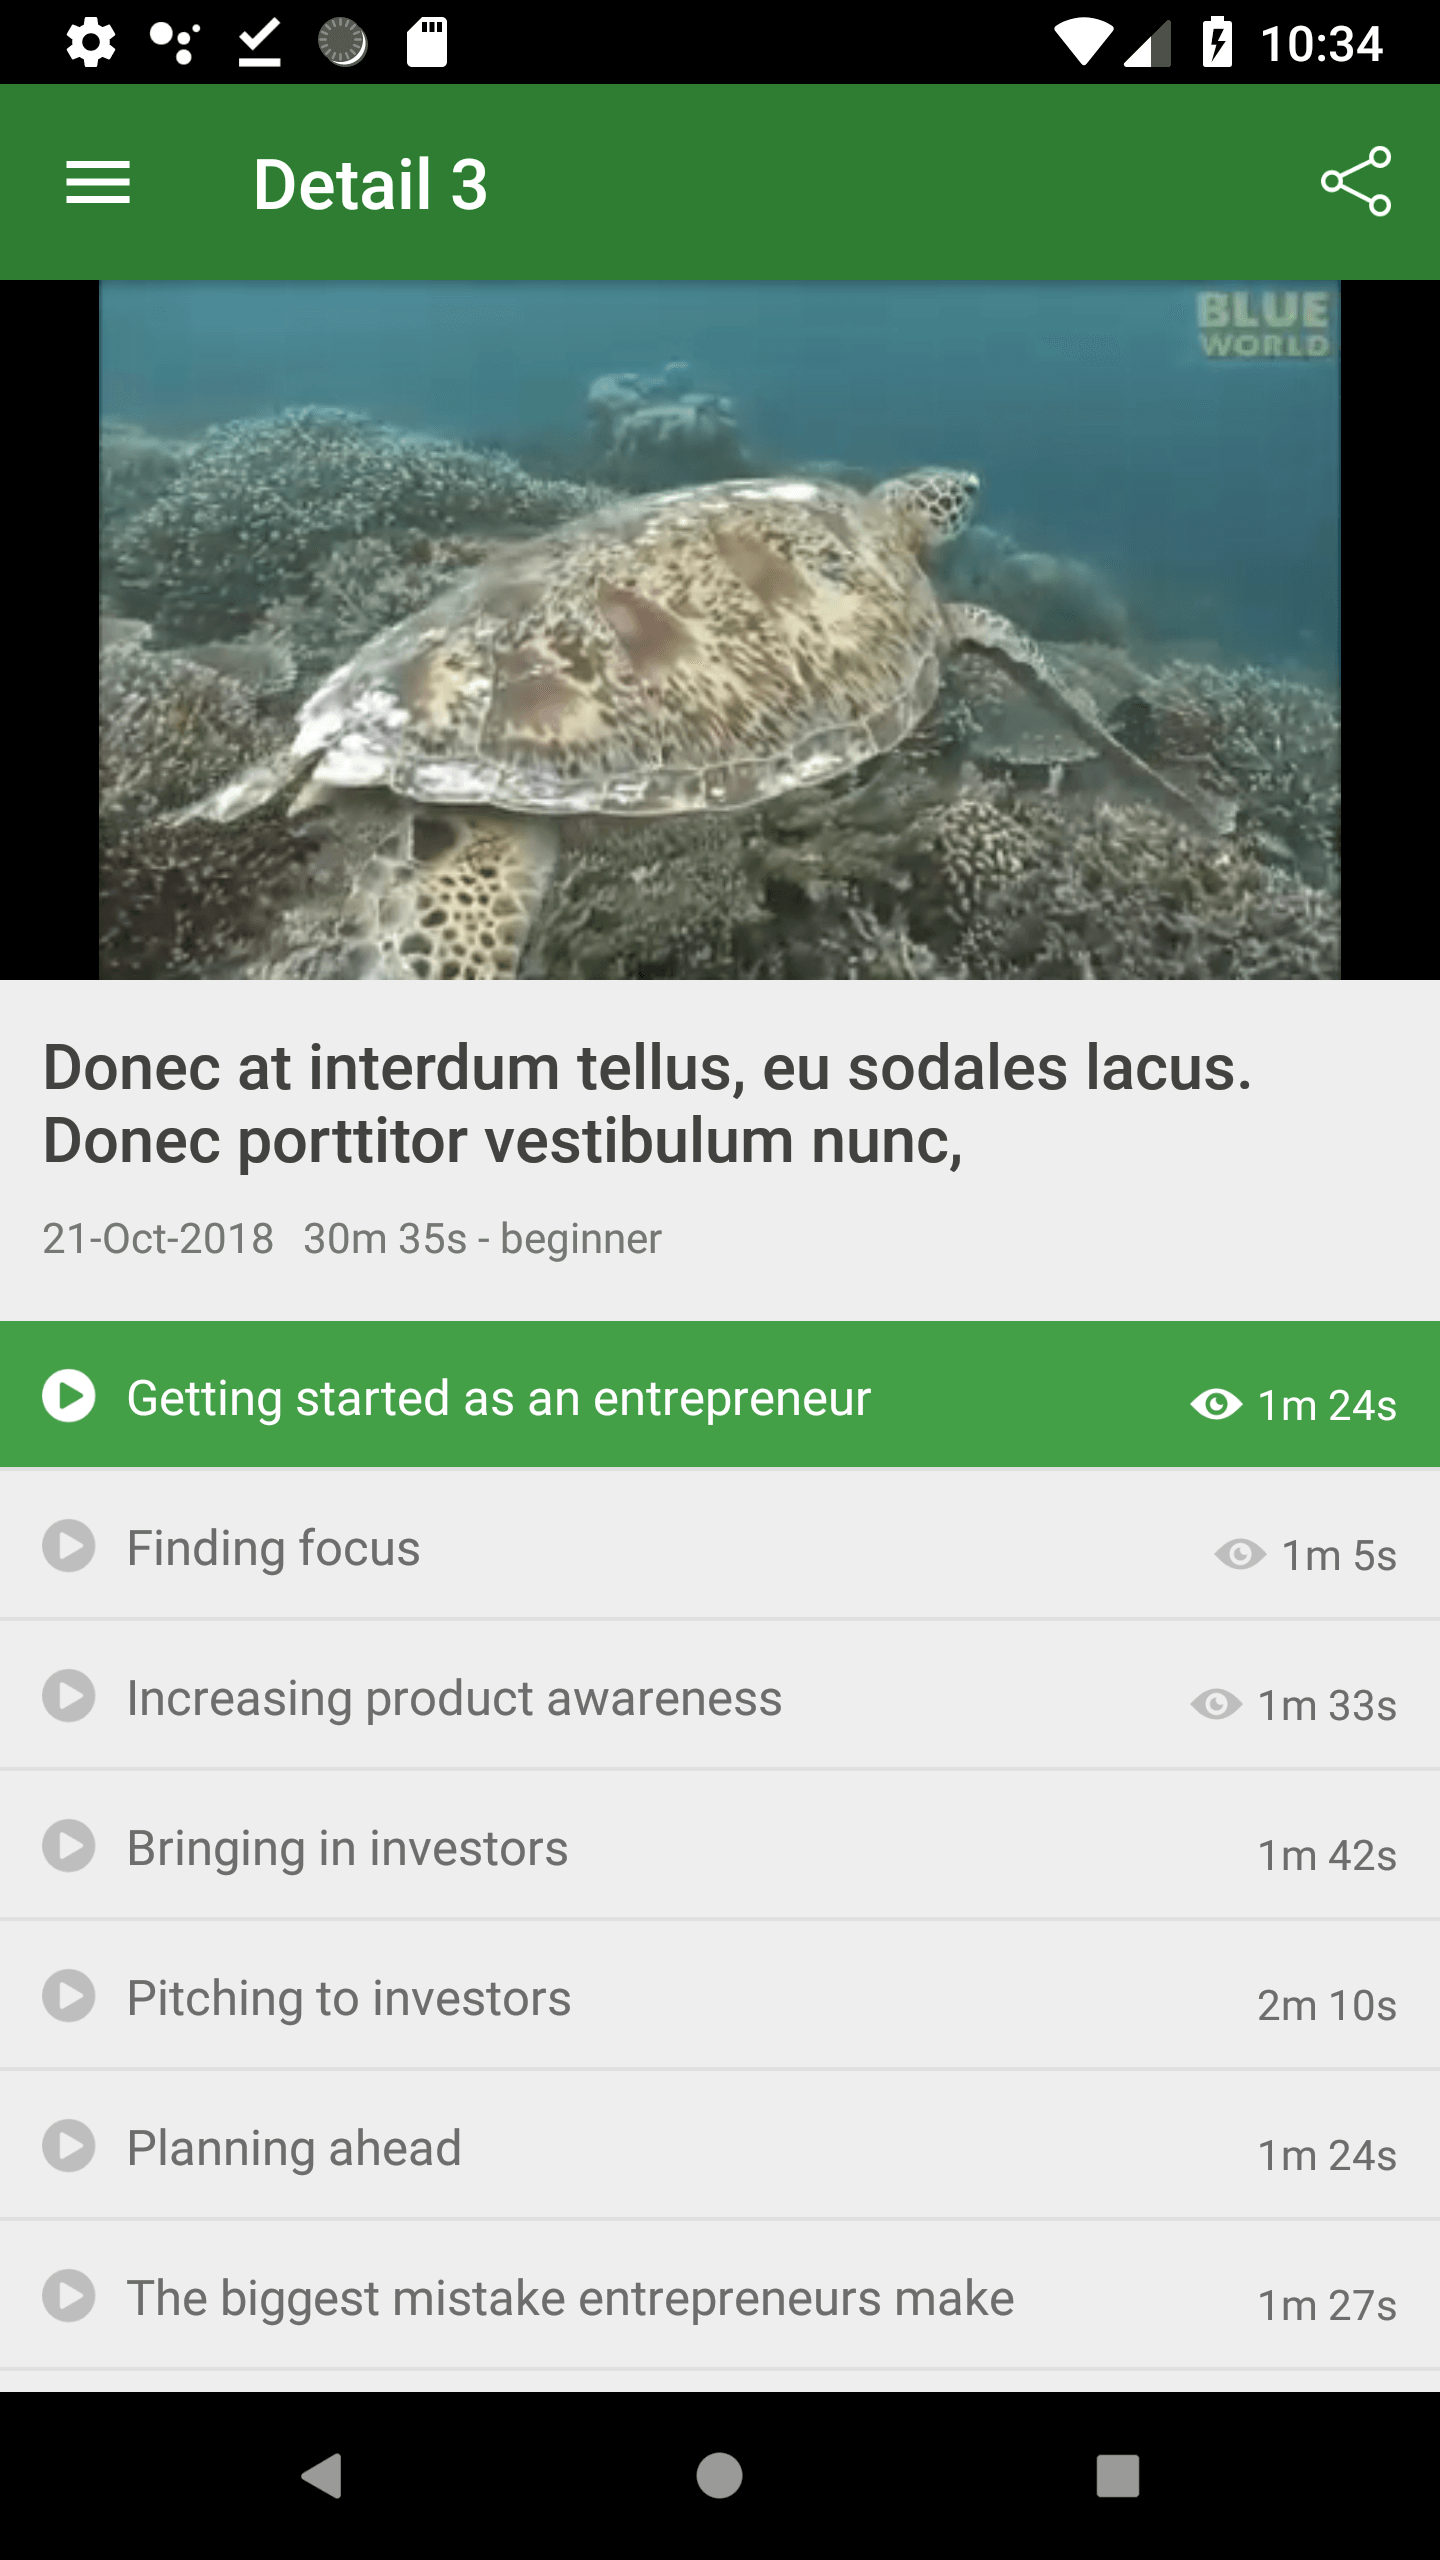 10:34
Detail 3
BLUE
WORLD
Donec at interdum tellus, eu sodales lacus.
Donec porttitor vestibulum nunc,
21-Oct-2018 30m 35s - beginner
Getting started as an entrepreneur 1m 24s
Finding focus 1m 5s
Increasing product awareness 1m 33s
Bringing in investors 1m 42s
Pitching to investors 2m 10s
Planning ahead 1m 24s
The biggest mistake entrepreneurs make 1m 27s